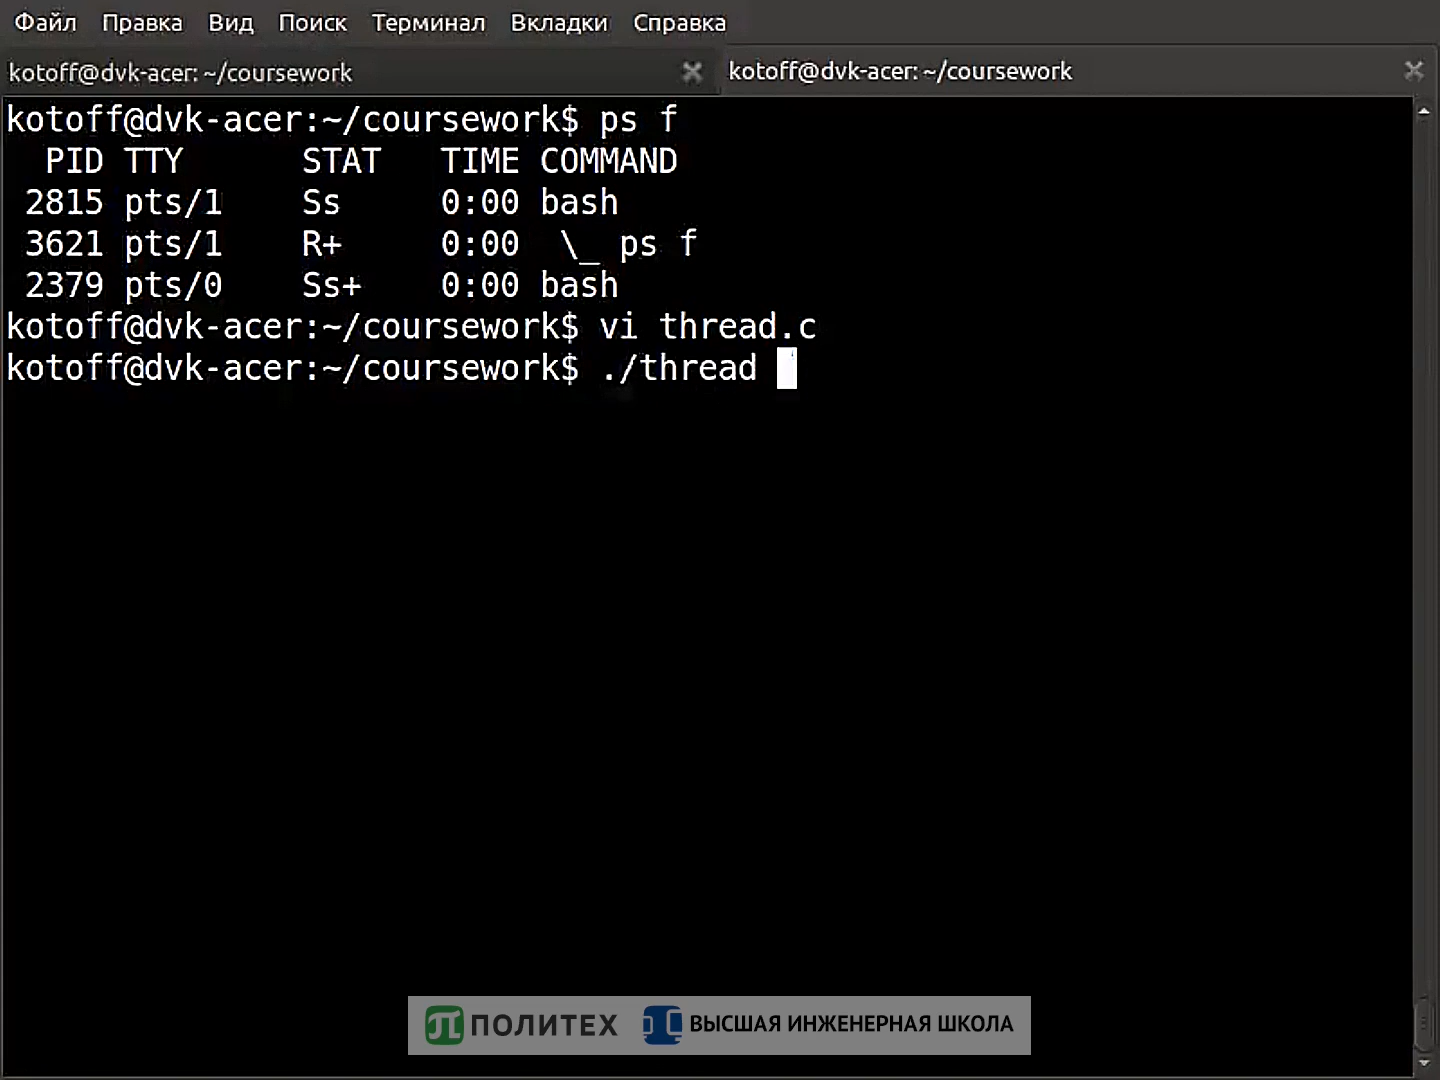 Файл Правка Вид Поиск Терминал Вкладки Справка
kotoff@dvk-acer: ~/coursework kotoff@dvk-acer: ~/coursework
kotoff@dvk-acer:~/coursework$ ps f
PID TTY STAT TIME COMMAND
2815 pts/1 Ss 0:00 bash
3621 pts/1 R+ 0:00 \_ ps f
2379 pts/0 Ss+ 0:00 bash
kotoff@dvk-acer:~/coursework$ vi thread.c
kotoff@dvk-acer:~/coursework$ ./thread
ПОЛИТЕХ ВЫСШАЯ ИНЖЕНЕРНАЯ ШКОЛА